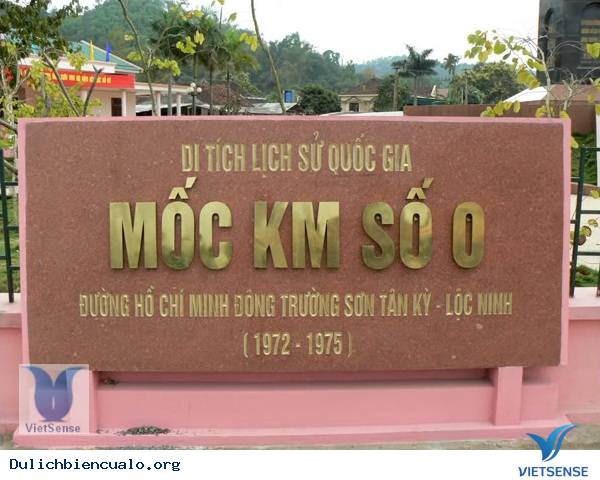 DI TÍCH LỊCH SỬ QUỐC GIA
MỐC KM SỐ 0
ĐƯỜNG HỒ CHÍ MINH ĐÔNG TRƯỜNG SƠN TÂN KỲ - LỘC NINH
( 1972 - 1975 )
VietSense
Dulichbiencualo.org
VIETSENSE